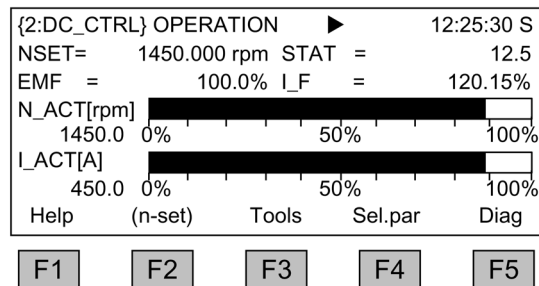 {2:DC_CTRL} OPERATION ▶ 12:25:30 S
NSET= 1450.000 rpm STAT = 12.5
EMF = 100.0% I_F = 120.15%
N_ACT[rpm]
1450.0 0% 50% 100%
I_ACT[A]
450.0 0% 50% 100%
Help (n-set) Tools Sel.par Diag
F1 F2 F3 F4 F5